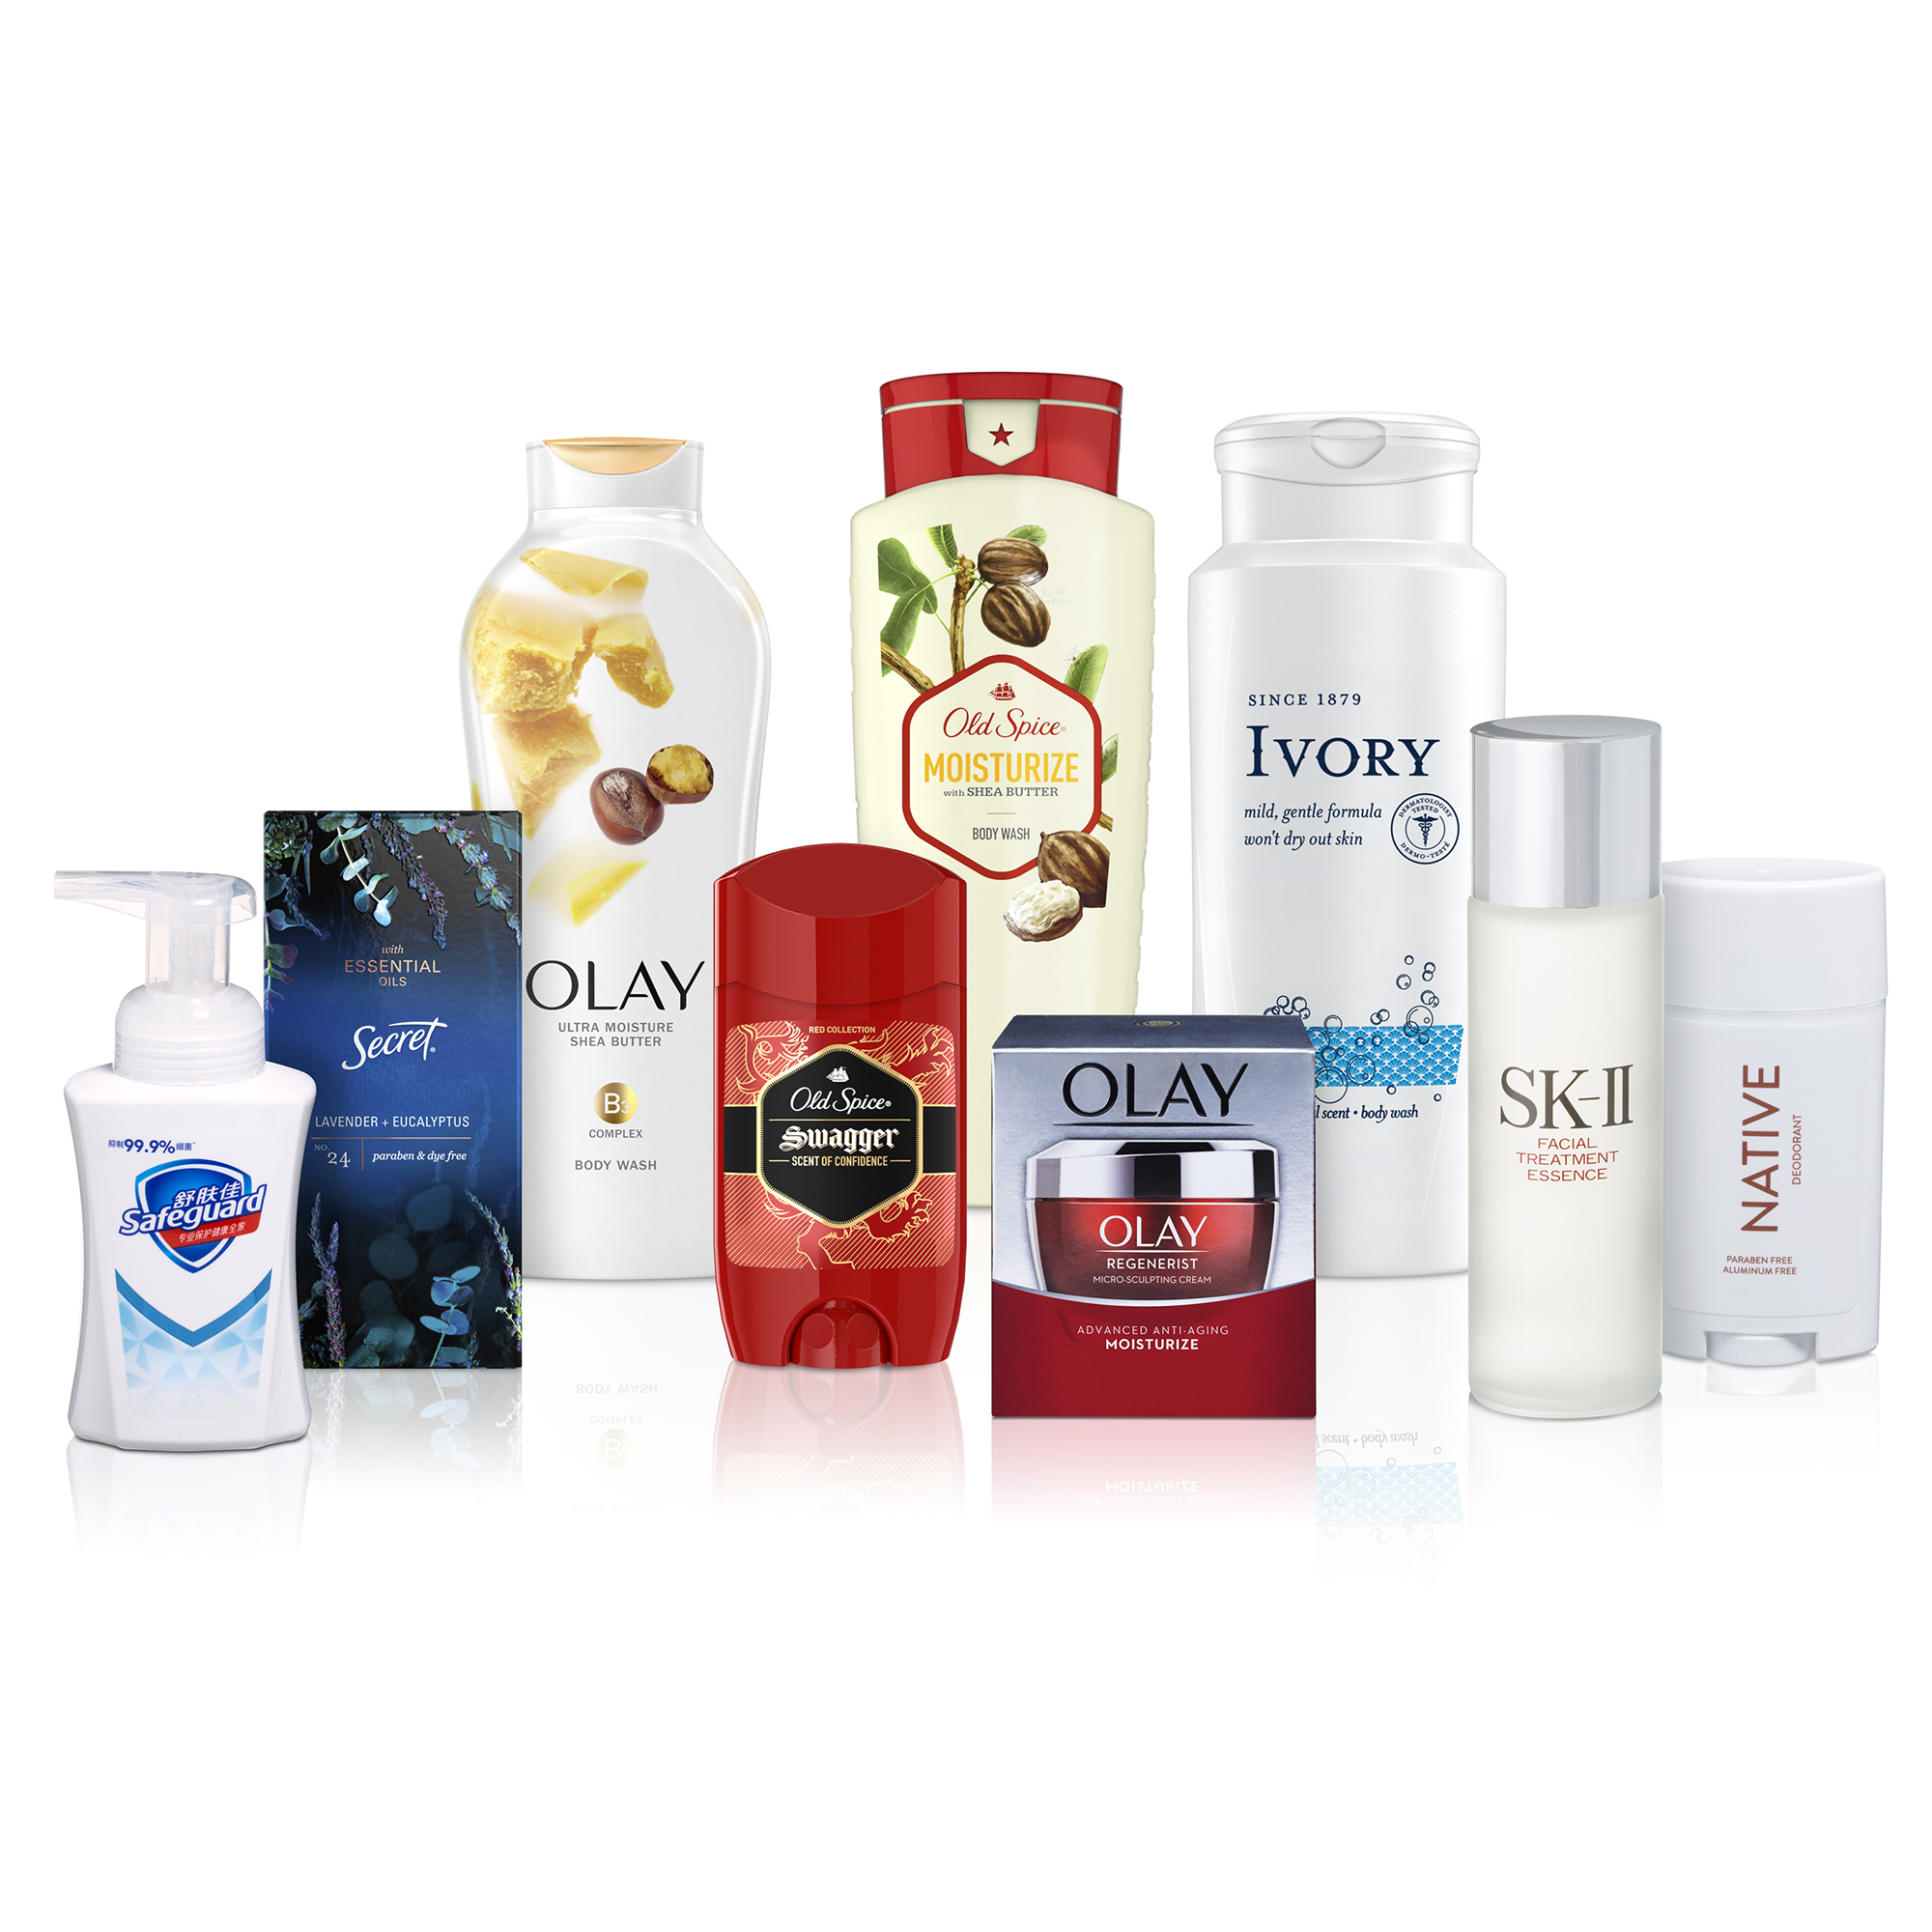 抑制99.9%细菌
舒肤佳
Safeguard
专业保护健康全家
with
ESSENTIAL
OILS
Secret®
LAVENDER + EUCALYPTUS
NO.
24
paraben & dye free
OLAY
ULTRA MOISTURE
SHEA BUTTER
B3
COMPLEX
BODY WASH
Old Spice®
MOISTURIZE
with SHEA BUTTER
BODY WASH
RED COLLECTION
Old Spice®
Swagger
SCENT OF CONFIDENCE
OLAY
OLAY
REGENERIST
MICRO-SCULPTING CREAM
ADVANCED ANTI-AGING
MOISTURIZE
SINCE 1879
IVORY
mild, gentle formula
won't dry out skin
DERMATOLOGIST
TESTED
DERMO-TESTÉ
l scent • body wash
SK-II
FACIAL
TREATMENT
ESSENCE
NATIVE
DEODORANT
PARABEN FREE
ALUMINUM FREE